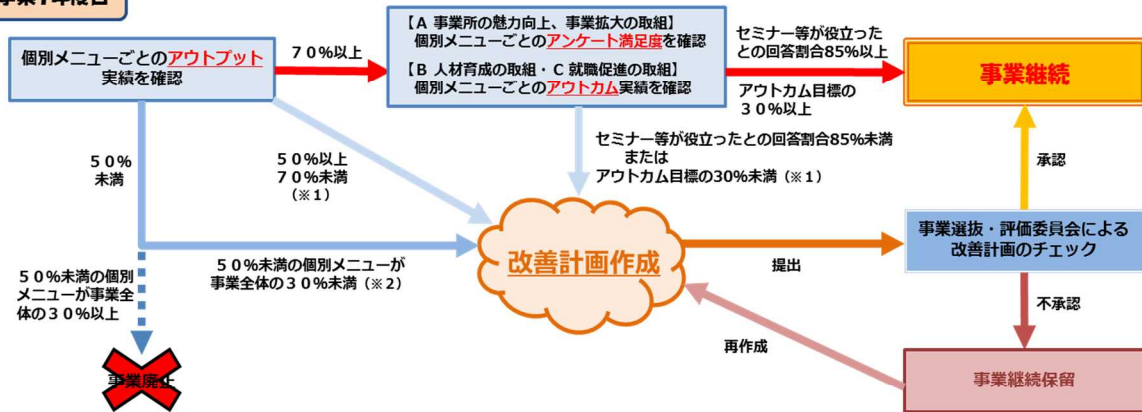 事業1年度目
個別メニューごとのアウトプット
実績を確認
70%以上
【A 事業所の魅力向上、事業拡大の取組】
個別メニューごとのアンケート満足度を確認
【B 人材育成の取組・C 就職促進の取組】
個別メニューごとのアウトカム実績を確認
セミナー等が役立った
との回答割合85%以上
アウトカム目標の
30%以上
事業継続
50%
未満
50%以上
70%未満
(※1)
セミナー等が役立ったとの回答割合85%未満
または
アウトカム目標の30%未満(※1)
承認
50%未満の個別メニューが
事業全体の30%未満(※2)
改善計画作成
提出
事業選抜・評価委員会による
改善計画のチェック
50%未満の個別
メニューが事業全
体の30%以上
事業廃止
再作成
不承認
事業継続保留